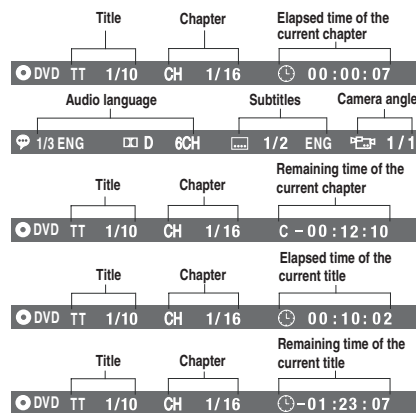 Title Chapter Elapsed time of the
current chapter
DVD TT 1/10 CH 1/16 00:00:07
Audio language Subtitles Camera angle
1/3 ENG D 6CH 1/2 ENG 1/1
Title Chapter Remaining time of the
current chapter
DVD TT 1/10 CH 1/16 C -00:12:10
Title Chapter Elapsed time of the
current title
DVD TT 1/10 CH 1/16 00:10:02
Title Chapter Remaining time of the
current title
DVD TT 1/10 CH 1/16 -01:23:07